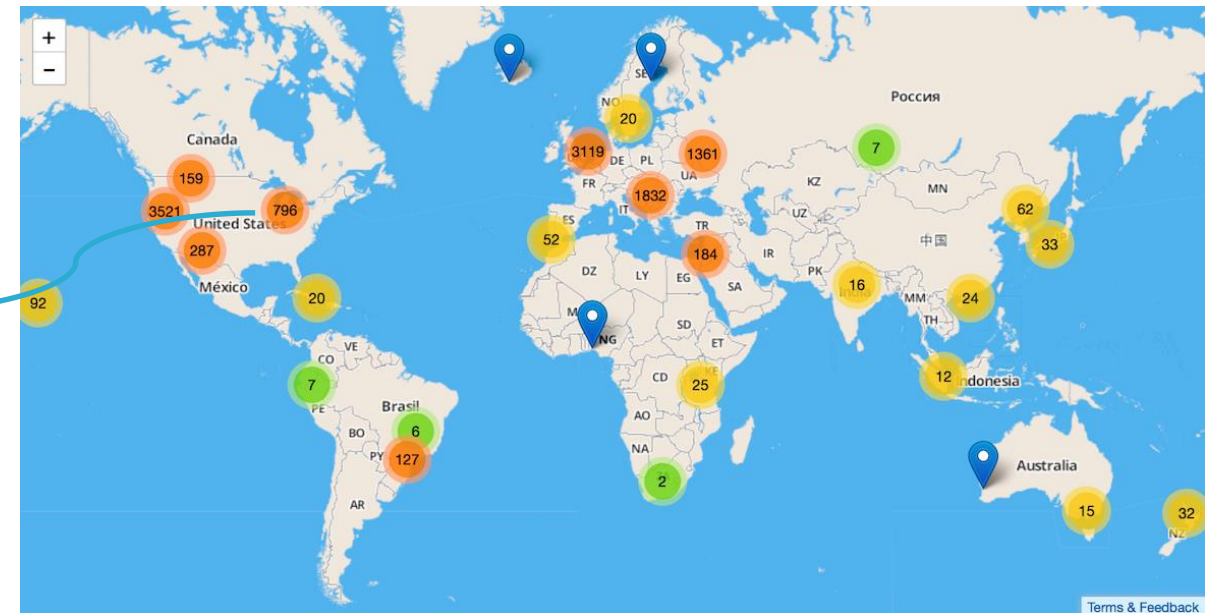 +
−
SE
NO
20
Россия
Canada
3119
DE
PL
1361
7
159
UA
FR
KZ
MN
1832
3521
796
IT
UZ
62
United States
ES
TR
52
中国
33
287
184
IR
DZ
LY
EG
PK
16
México
SA
92
20
MM
24
M
SD
TH
NG
ET
VE
CO
12
Indonesia
7
CD
25
KE
PE
Brasil
AO
6
BO
NA
PY
127
Australia
2
AR
15
32
NZ
Terms & Feedback